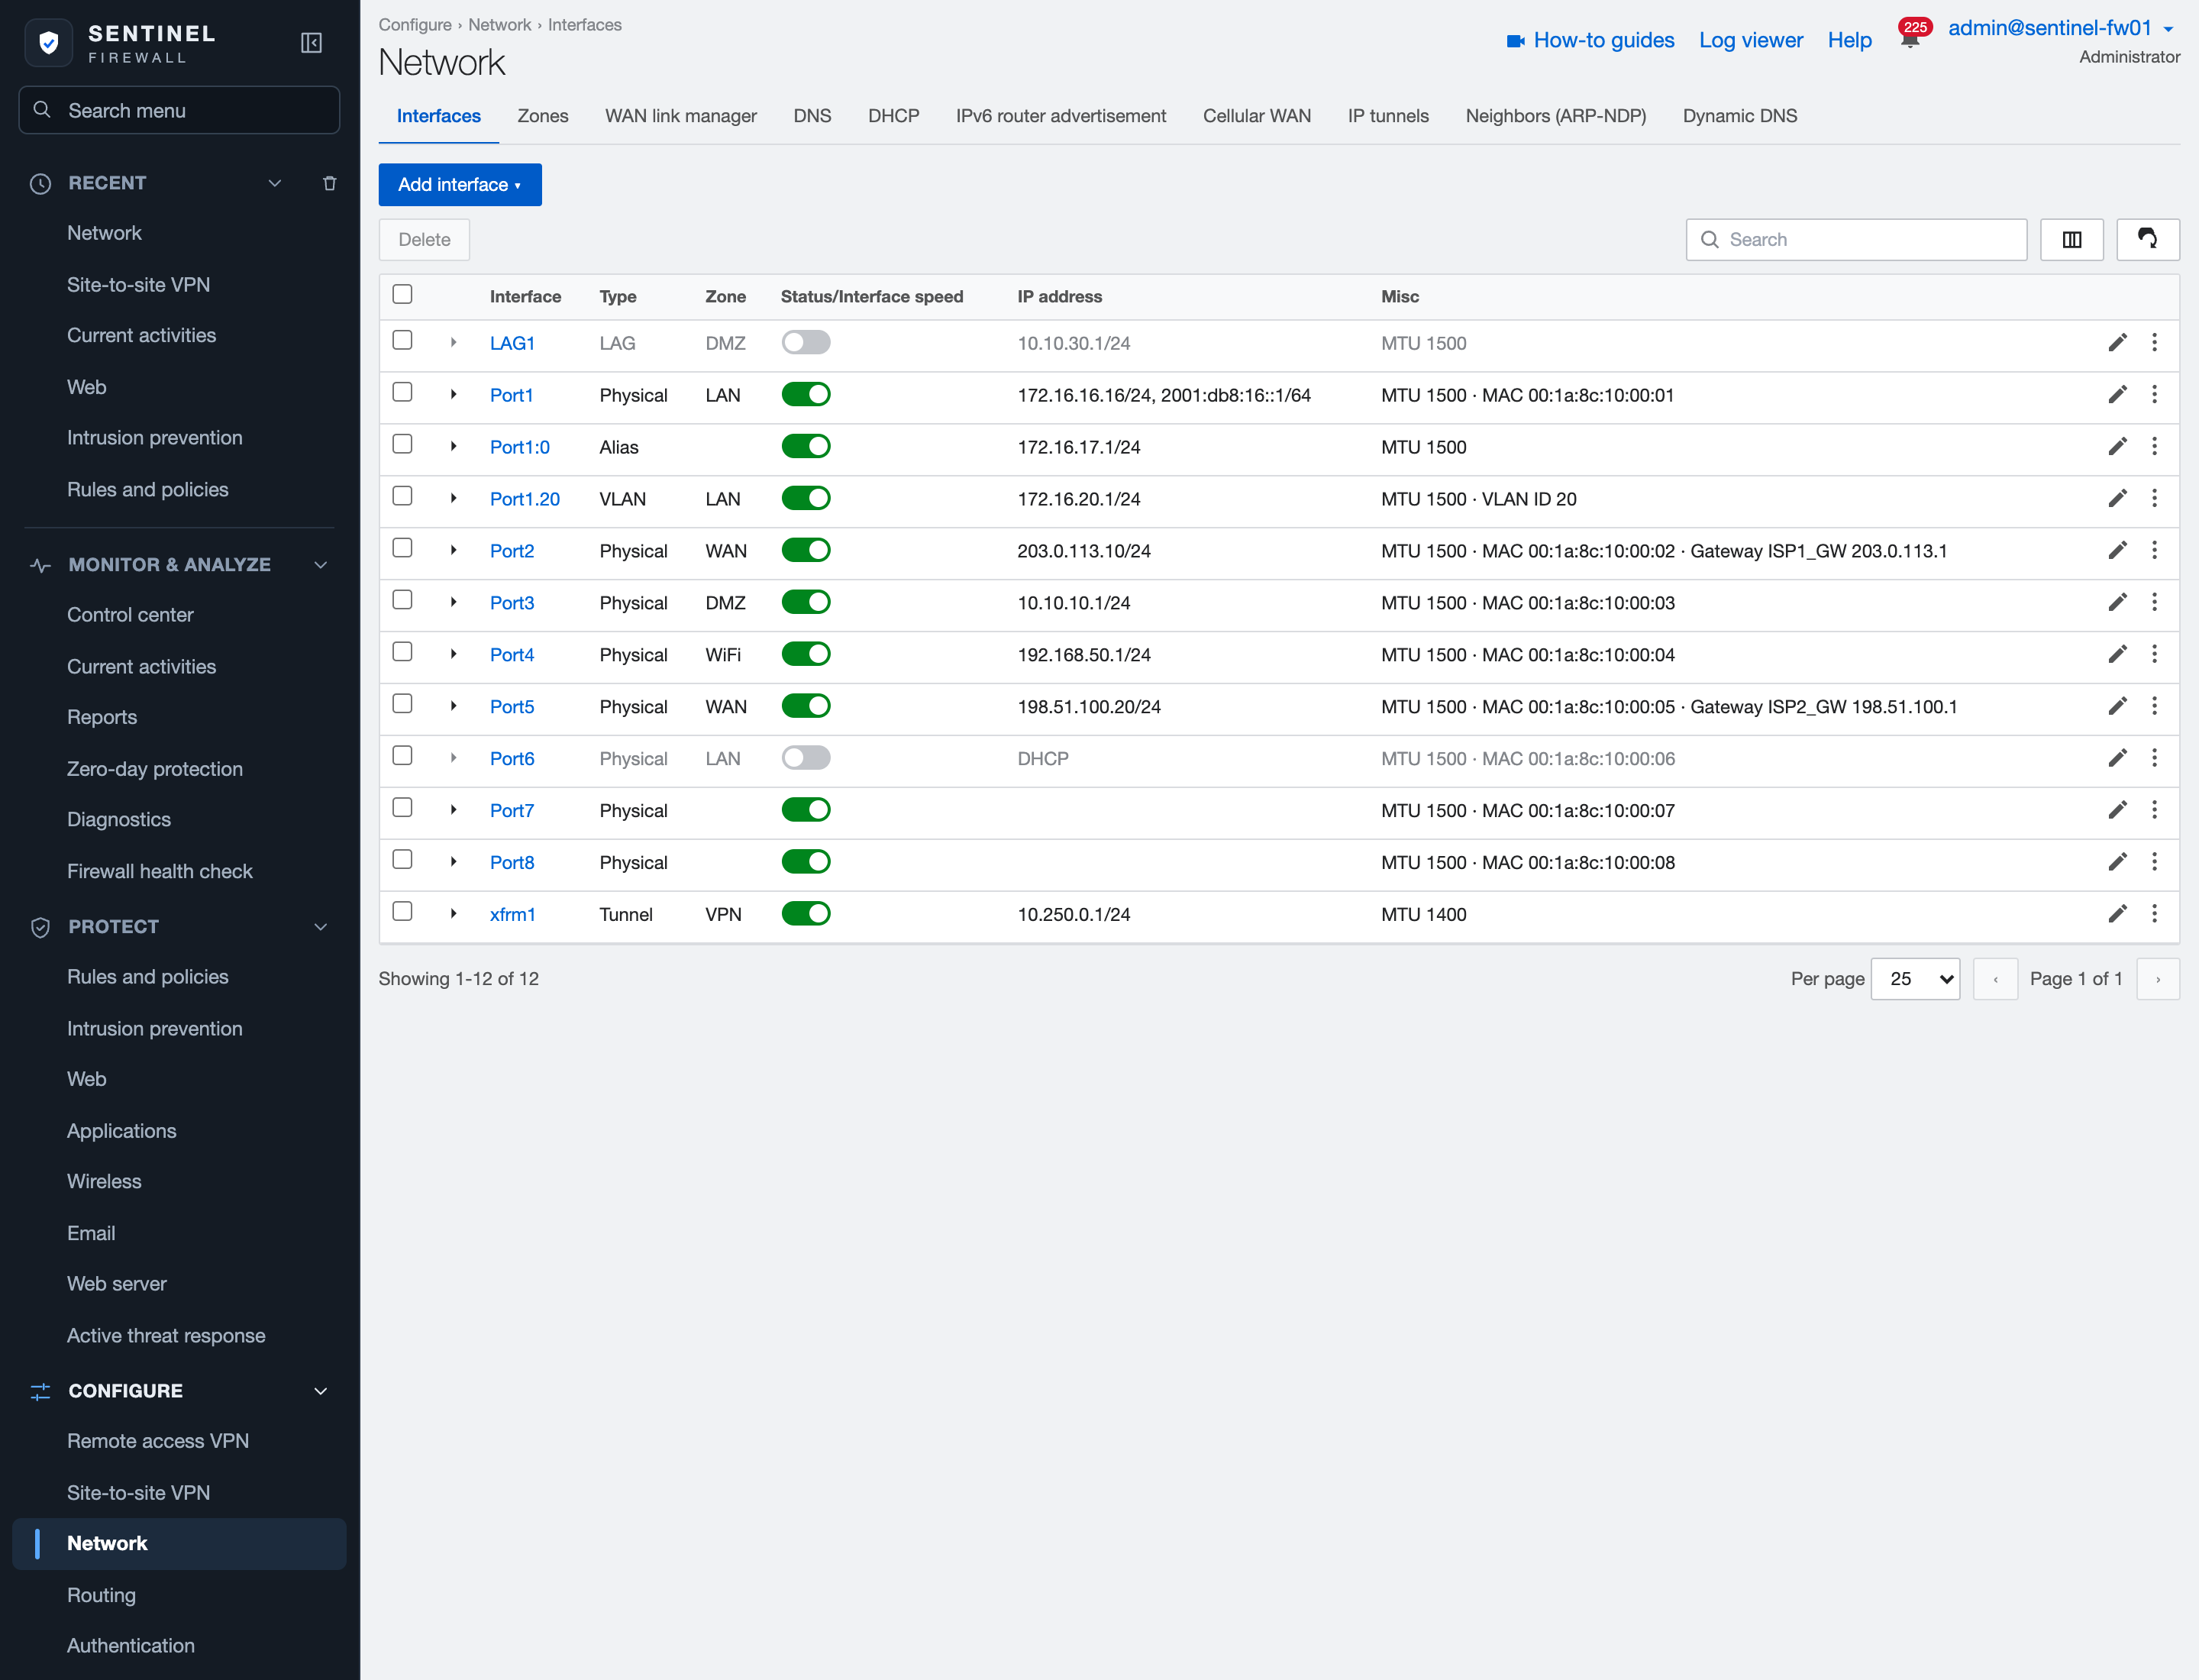 SENTINEL
FIREWALL
Search menu
RECENT
Network
Site-to-site VPN
Current activities
Web
Intrusion prevention
Rules and policies
MONITOR & ANALYZE
Control center
Current activities
Reports
Zero-day protection
Diagnostics
Firewall health check
PROTECT
Rules and policies
Intrusion prevention
Web
Applications
Wireless
Email
Web server
Active threat response
CONFIGURE
Remote access VPN
Site-to-site VPN
Network
Routing
Authentication
Configure › Network › Interfaces
Network
How-to guides Log viewer Help 225 admin@sentinel-fw01
Administrator
Interfaces Zones WAN link manager DNS DHCP IPv6 router advertisement Cellular WAN IP tunnels Neighbors (ARP-NDP) Dynamic DNS
Add interface ▾
Delete Search
Interface Type Zone Status/Interface speed IP address Misc
LAG1 LAG DMZ 10.10.30.1/24 MTU 1500
Port1 Physical LAN 172.16.16.16/24, 2001:db8:16::1/64 MTU 1500 · MAC 00:1a:8c:10:00:01
Port1:0 Alias 172.16.17.1/24 MTU 1500
Port1.20 VLAN LAN 172.16.20.1/24 MTU 1500 · VLAN ID 20
Port2 Physical WAN 203.0.113.10/24 MTU 1500 · MAC 00:1a:8c:10:00:02 · Gateway ISP1_GW 203.0.113.1
Port3 Physical DMZ 10.10.10.1/24 MTU 1500 · MAC 00:1a:8c:10:00:03
Port4 Physical WiFi 192.168.50.1/24 MTU 1500 · MAC 00:1a:8c:10:00:04
Port5 Physical WAN 198.51.100.20/24 MTU 1500 · MAC 00:1a:8c:10:00:05 · Gateway ISP2_GW 198.51.100.1
Port6 Physical LAN DHCP MTU 1500 · MAC 00:1a:8c:10:00:06
Port7 Physical MTU 1500 · MAC 00:1a:8c:10:00:07
Port8 Physical MTU 1500 · MAC 00:1a:8c:10:00:08
xfrm1 Tunnel VPN 10.250.0.1/24 MTU 1400
Showing 1-12 of 12 Per page 25 ‹ Page 1 of 1 ›